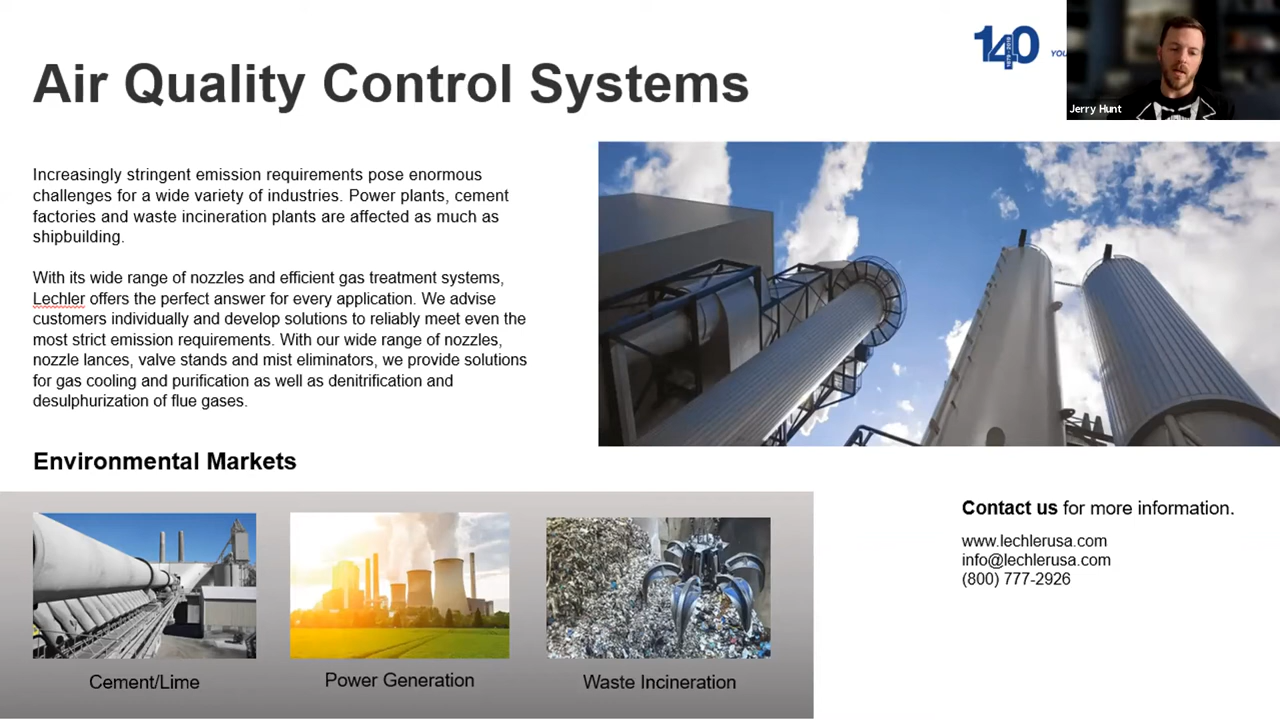 Air Quality Control Systems
140
YOU
Jerry Hunt
Increasingly stringent emission requirements pose enormous
challenges for a wide variety of industries. Power plants, cement
factories and waste incineration plants are affected as much as
shipbuilding.
With its wide range of nozzles and efficient gas treatment systems,
Lechler offers the perfect answer for every application. We advise
customers individually and develop solutions to reliably meet even the
most strict emission requirements. With our wide range of nozzles,
nozzle lances, valve stands and mist eliminators, we provide solutions
for gas cooling and purification as well as denitrification and
desulphurization of flue gases.
Environmental Markets
Cement/Lime
Power Generation
Waste Incineration
Contact us for more information.
www.lechlerusa.com
info@lechlerusa.com
(800) 777-2926